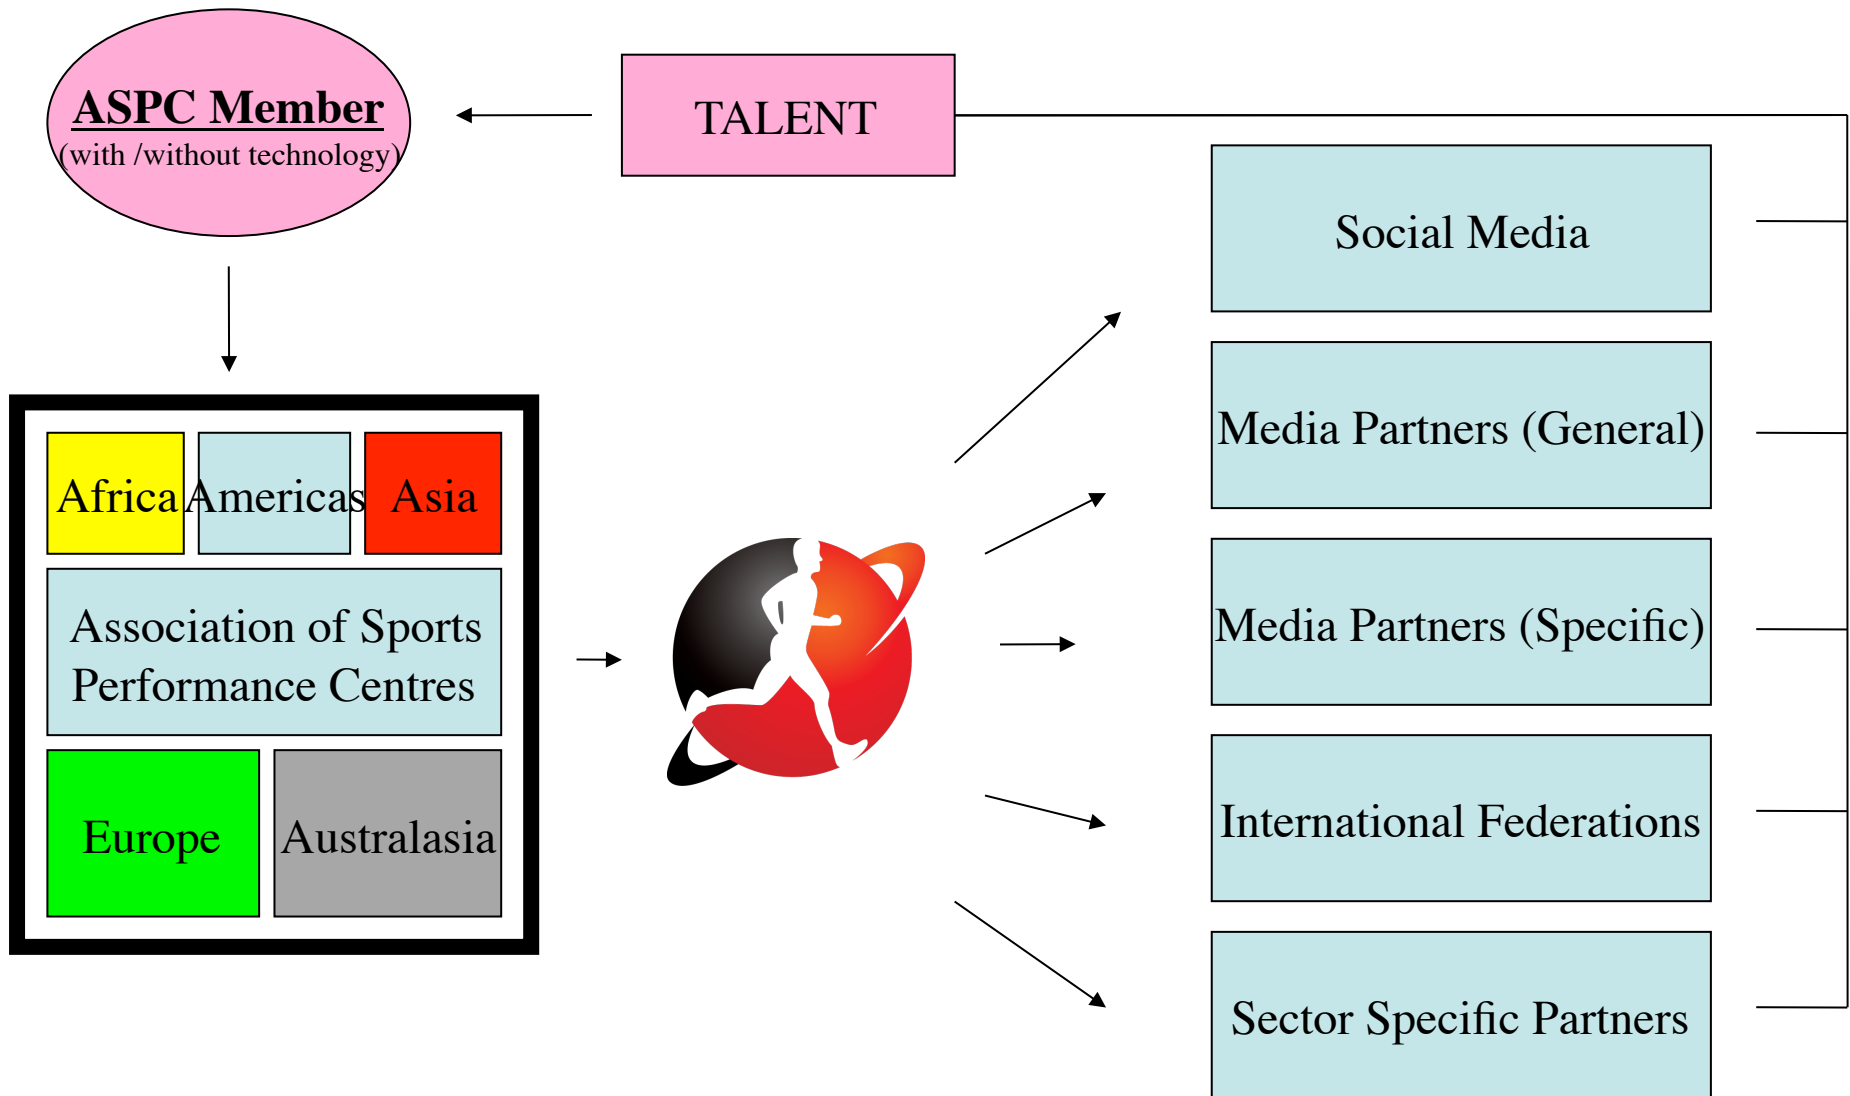 ASPC Member
(with /without technology)
TALENT
Social Media
Media Partners (General)
Media Partners (Specific)
International Federations
Sector Specific Partners
Africa
Americas
Asia
Association of Sports
Performance Centres
Europe
Australasia